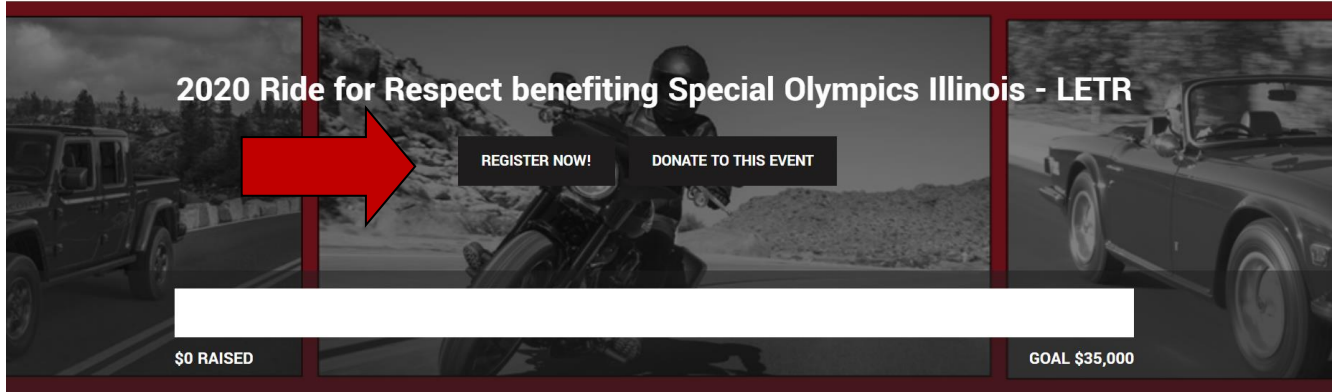 2020 Ride for Respect benefiting Special Olympics Illinois - LETR
REGISTER NOW! DONATE TO THIS EVENT
$0 RAISED GOAL $35,000